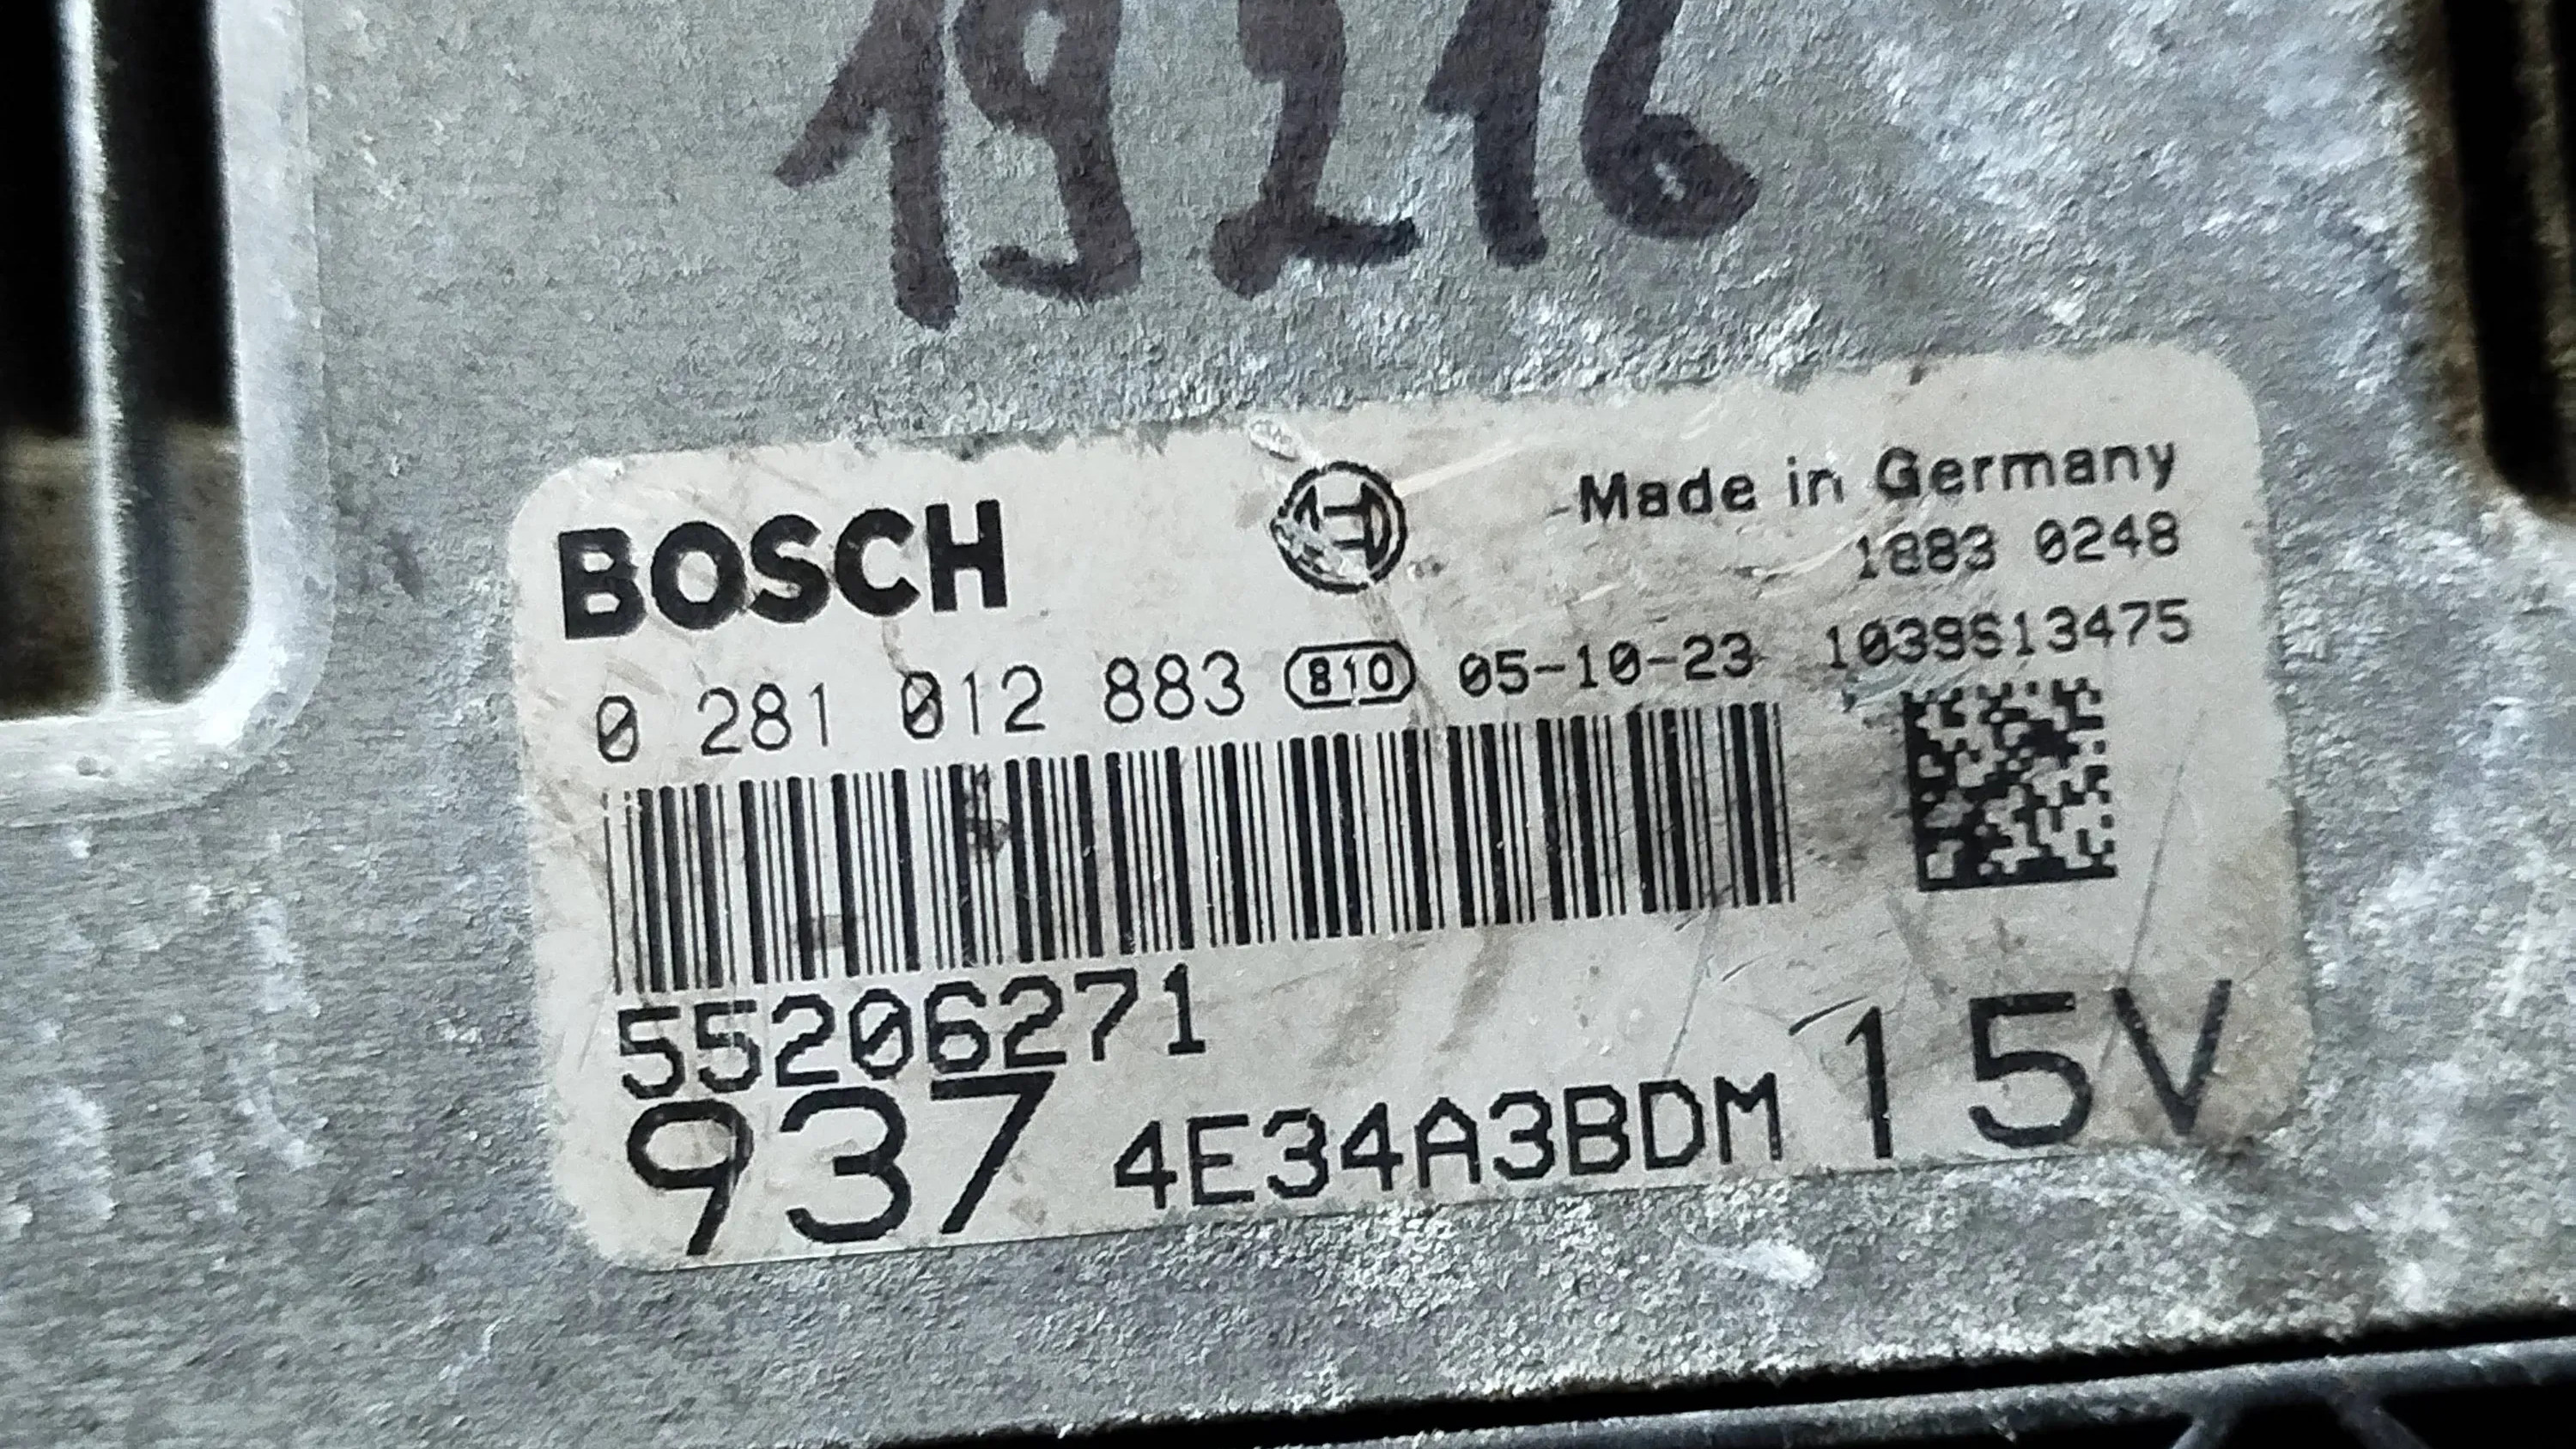 19216
BOSCH
Made in Germany
1883 0248
0 281 012 883 810 05-10-23 1039S13475
55206271
937 4E34A3BDM 15V